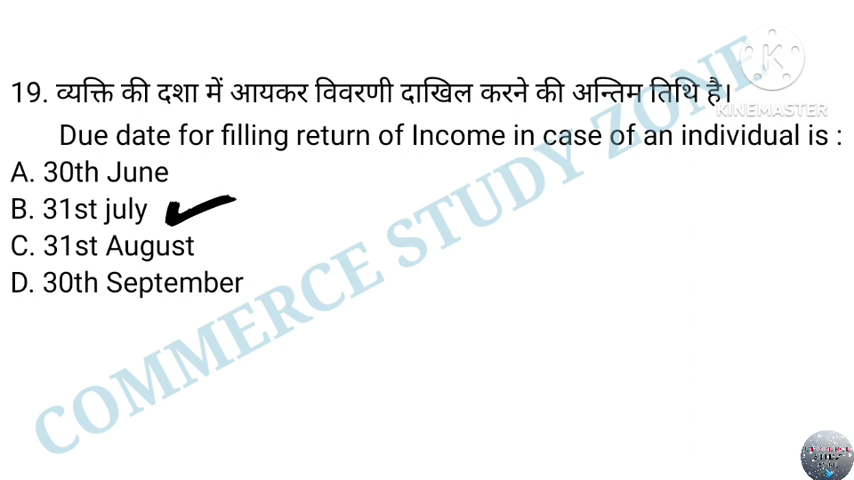 19. व्यक्ति की दशा में आयकर विवरणी दाखिल करने की अन्तिम तिथि है।
Due date for filling return of Income in case of an individual is :
A. 30th June
B. 31st july
C. 31st August
D. 30th September
COMMERCE STUDY ZONE
K
KINEMASTER